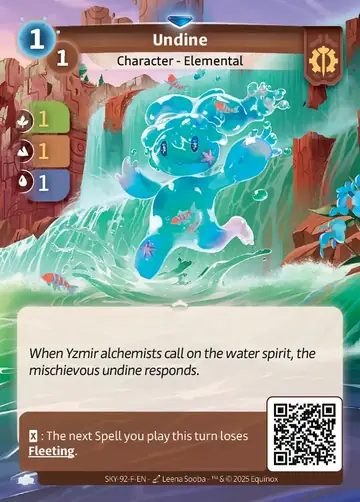 1
1
Undine
Character - Elemental
1
1
1
When Yzmir alchemists call on the water spirit, the
mischievous undine responds.
X : The next Spell you play this turn loses
Fleeting.
SKY-92-F-EN - Leena Sooba - ™ & © 2025 Equinox